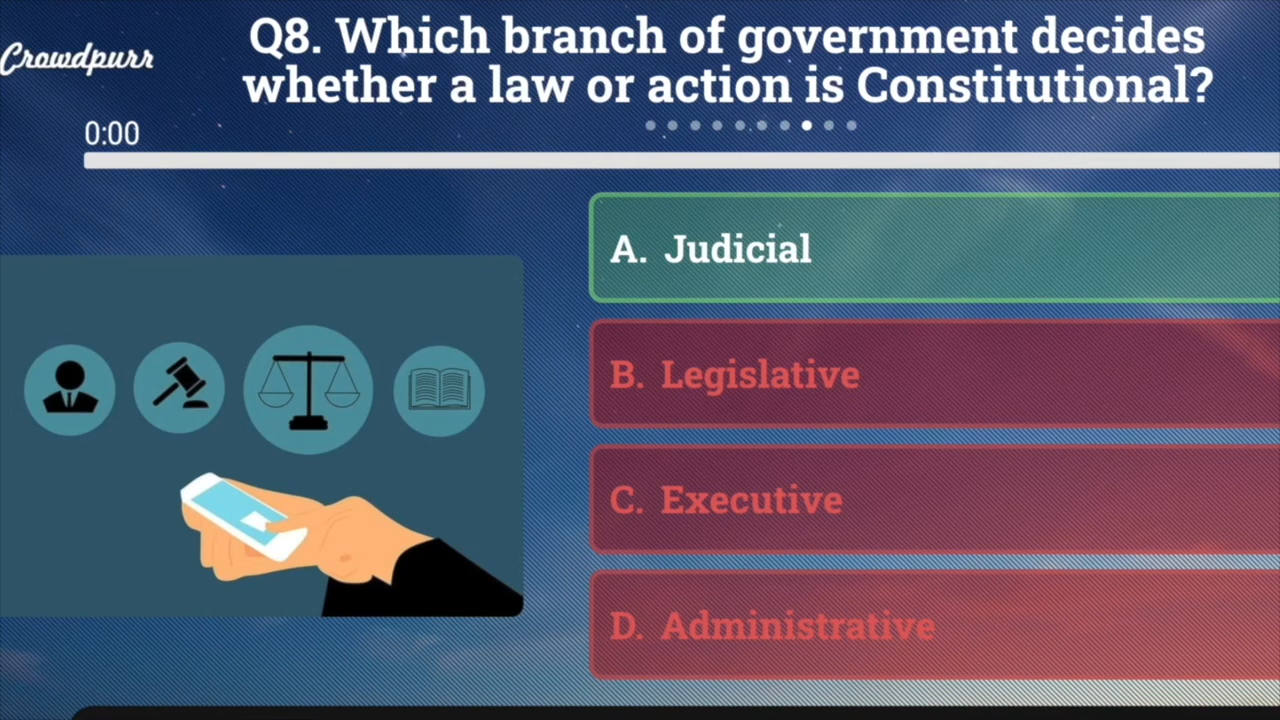 Crowdpurr
Q8. Which branch of government decides
whether a law or action is Constitutional?
0:00
A. Judicial
B. Legislative
C. Executive
D. Administrative